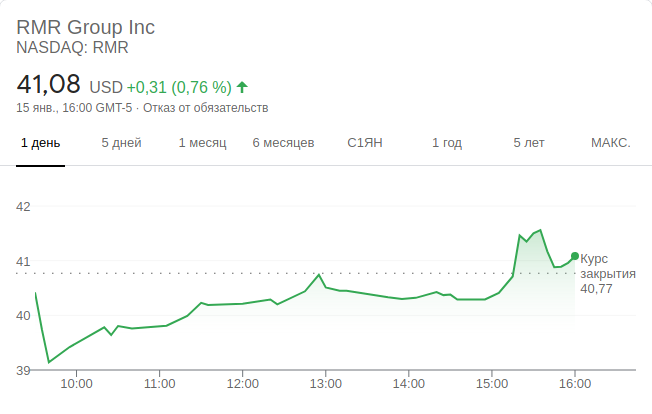 RMR Group Inc
NASDAQ: RMR
41,08 USD +0,31 (0,76 %)
15 янв., 16:00 GMT-5 · Отказ от обязательств
1 день 5 дней 1 месяц 6 месяцев С1ЯН 1 год 5 лет МАКС.
42
41
40
39
Курс
закрытия
40,77
10:00 11:00 12:00 13:00 14:00 15:00 16:00